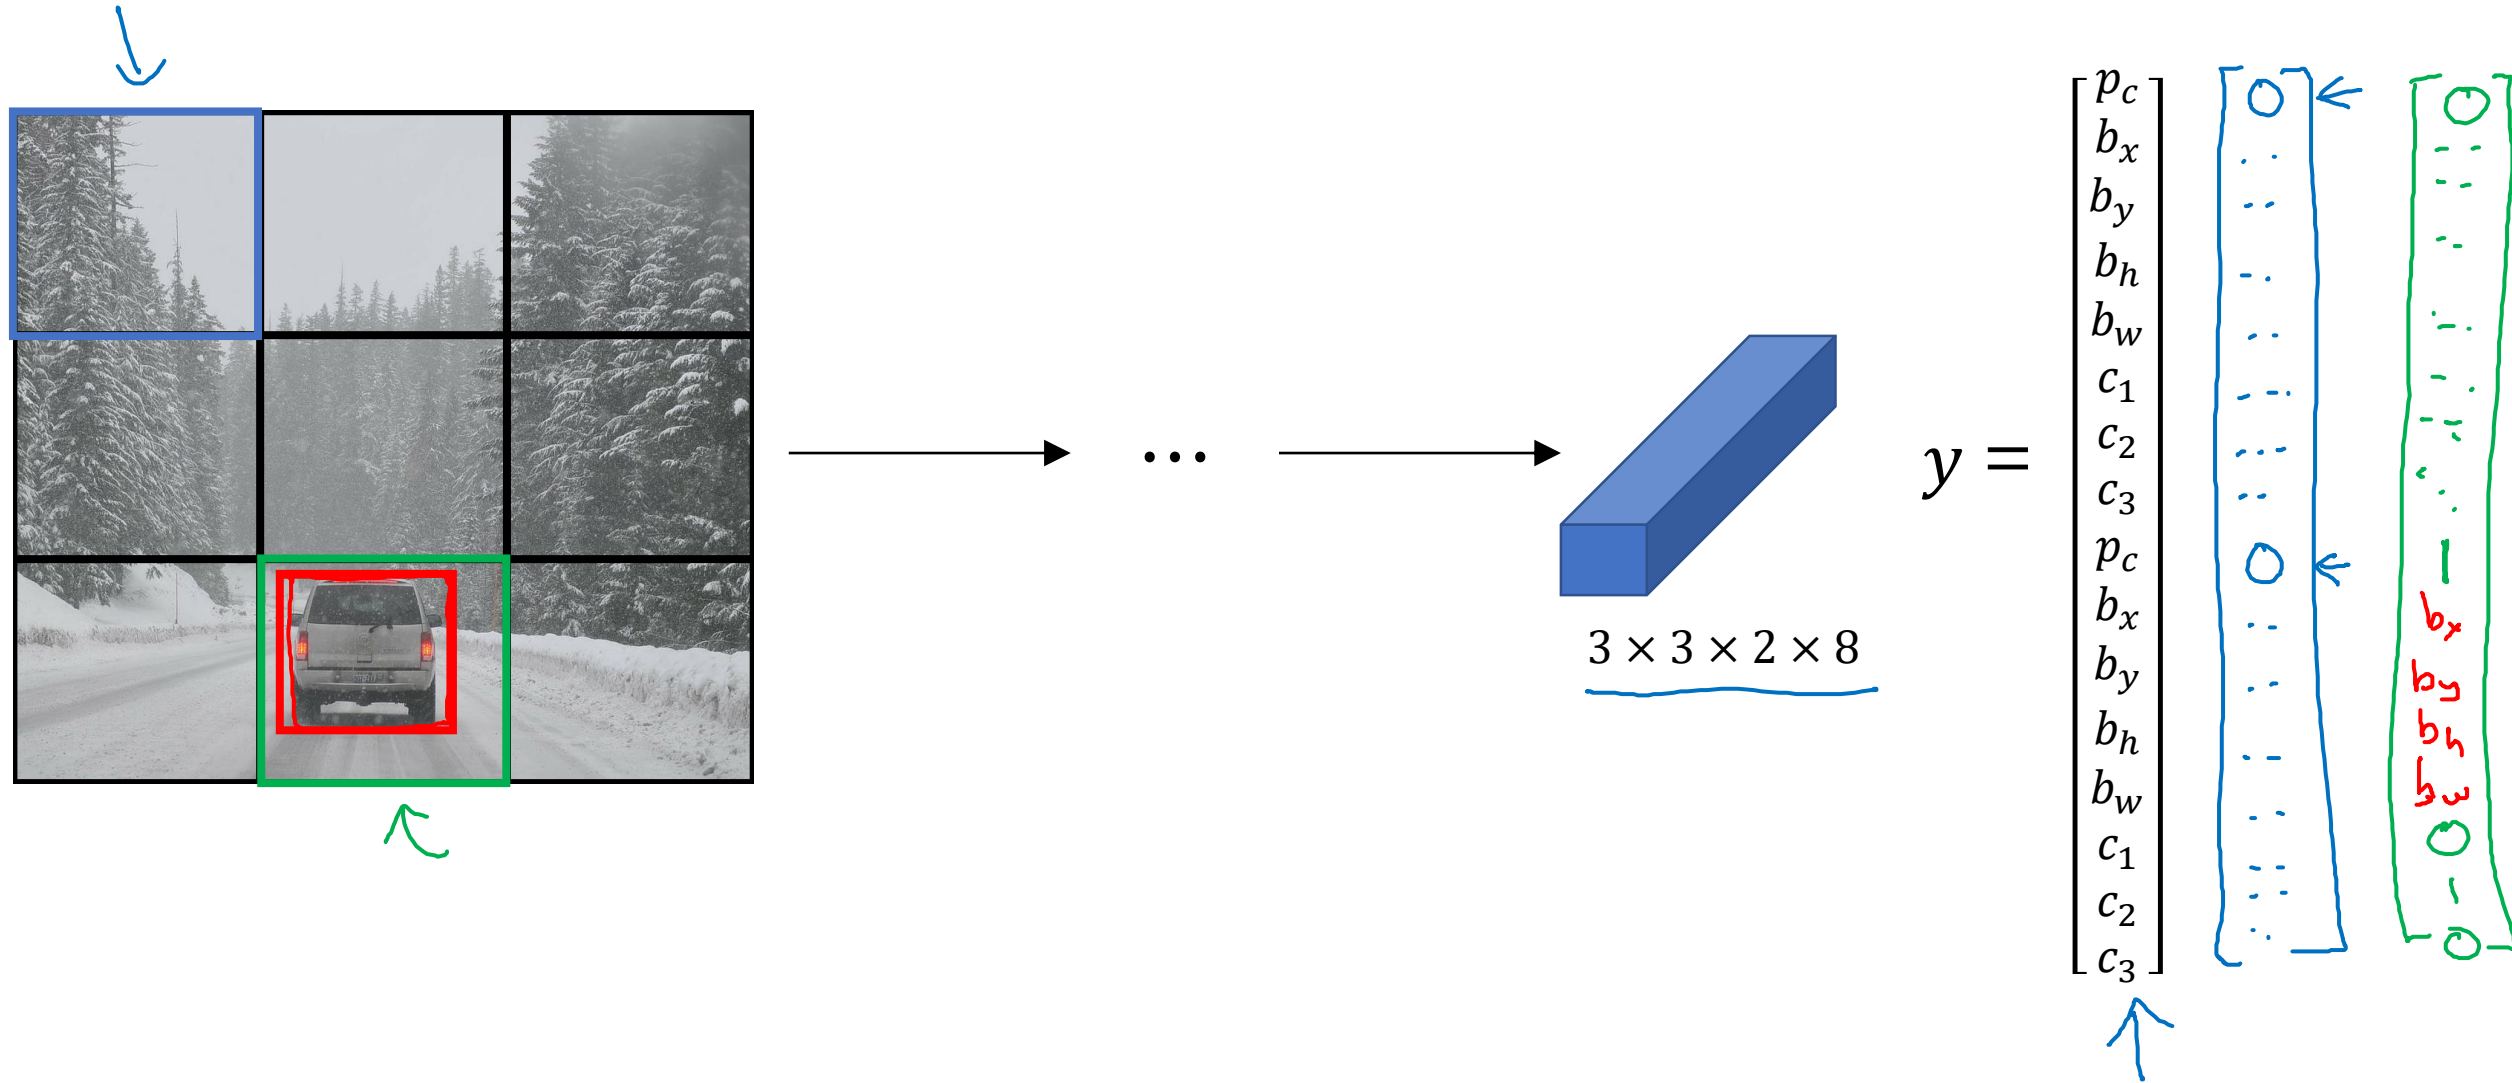 ...
3 × 3 × 2 × 8
y =
p_c
b_x
b_y
b_h
b_w
c_1
c_2
c_3
p_c
b_x
b_y
b_h
b_w
c_1
c_2
c_3
0
0
0
1
b_x
b_y
b_h
b_w
0
1
0